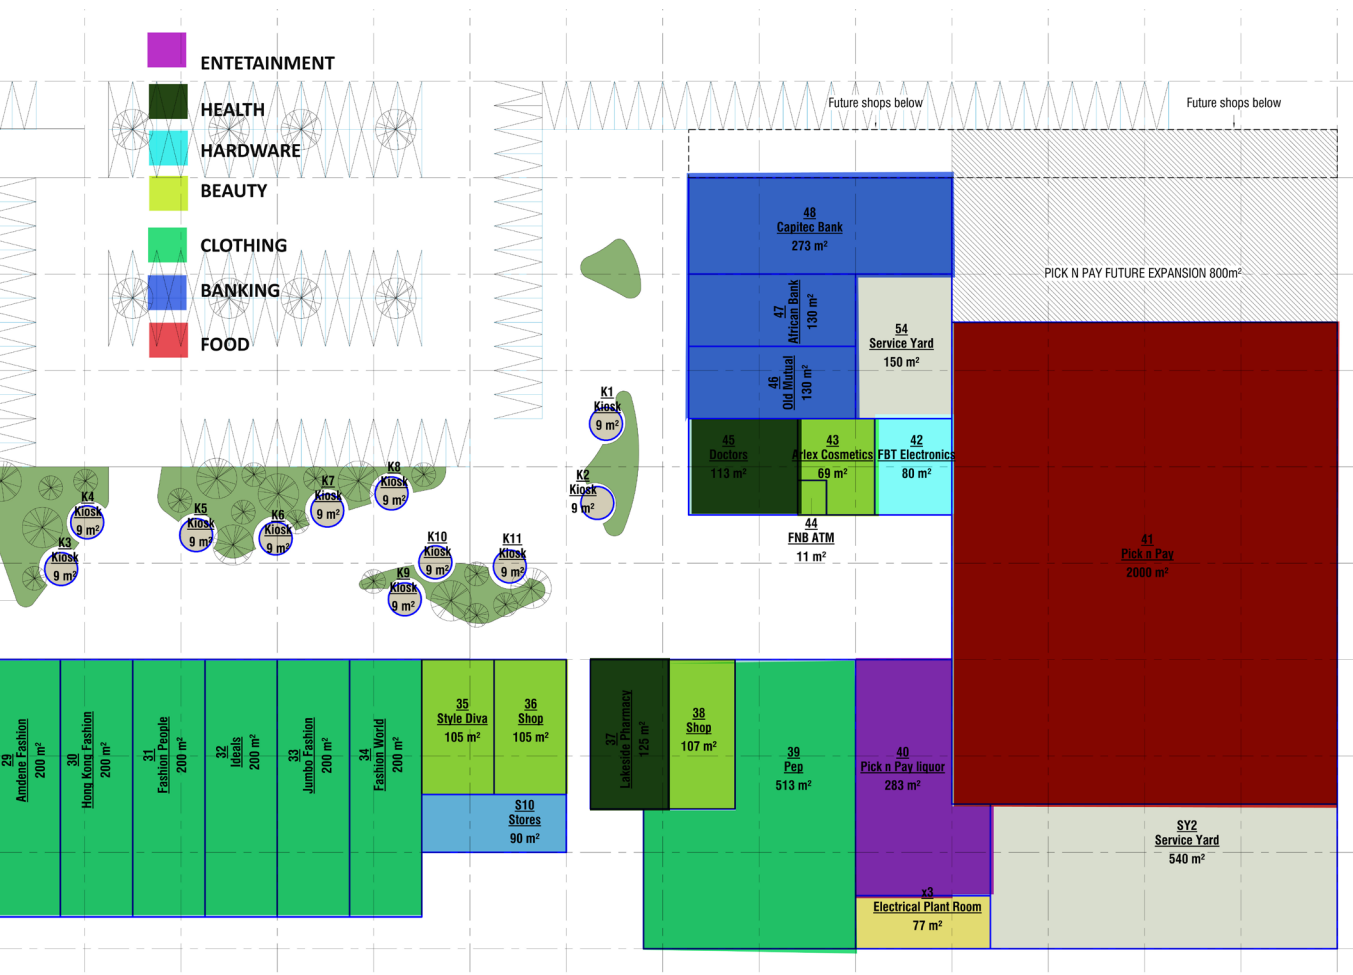 ENTETAINMENT
HEALTH
HARDWARE
BEAUTY
CLOTHING
BANKING
FOOD
Future shops below
Future shops below
PICK N PAY FUTURE EXPANSION 800m²
48
Capitec Bank
273 m²
47
African Bank
130 m²
46
Old Mutual
130 m²
54
Service Yard
150 m²
45
Doctors
113 m²
43
Arlex Cosmetics
69 m²
42
FBT Electronics
80 m²
44
FNB ATM
11 m²
41
Pick n Pay
2000 m²
K1
Kiosk
9 m²
K2
Kiosk
9 m²
K8
Kiosk
9 m²
K7
Kiosk
9 m²
K4
Kiosk
9 m²
K5
Kiosk
9 m²
K6
Kiosk
9 m²
K3
Kiosk
9 m²
K10
Kiosk
9 m²
K11
Kiosk
9 m²
K9
Kiosk
9 m²
29
Amdene Fashion
200 m²
30
Hong Kong Fashion
200 m²
31
Fashion People
200 m²
32
Ideals
200 m²
33
Jumbo Fashion
200 m²
34
Fashion World
200 m²
35
Style Diva
105 m²
36
Shop
105 m²
S10
Stores
90 m²
37
Lakeside Pharmacy
125 m²
38
Shop
107 m²
39
Pep
513 m²
40
Pick n Pay liquor
283 m²
x3
Electrical Plant Room
77 m²
SY2
Service Yard
540 m²